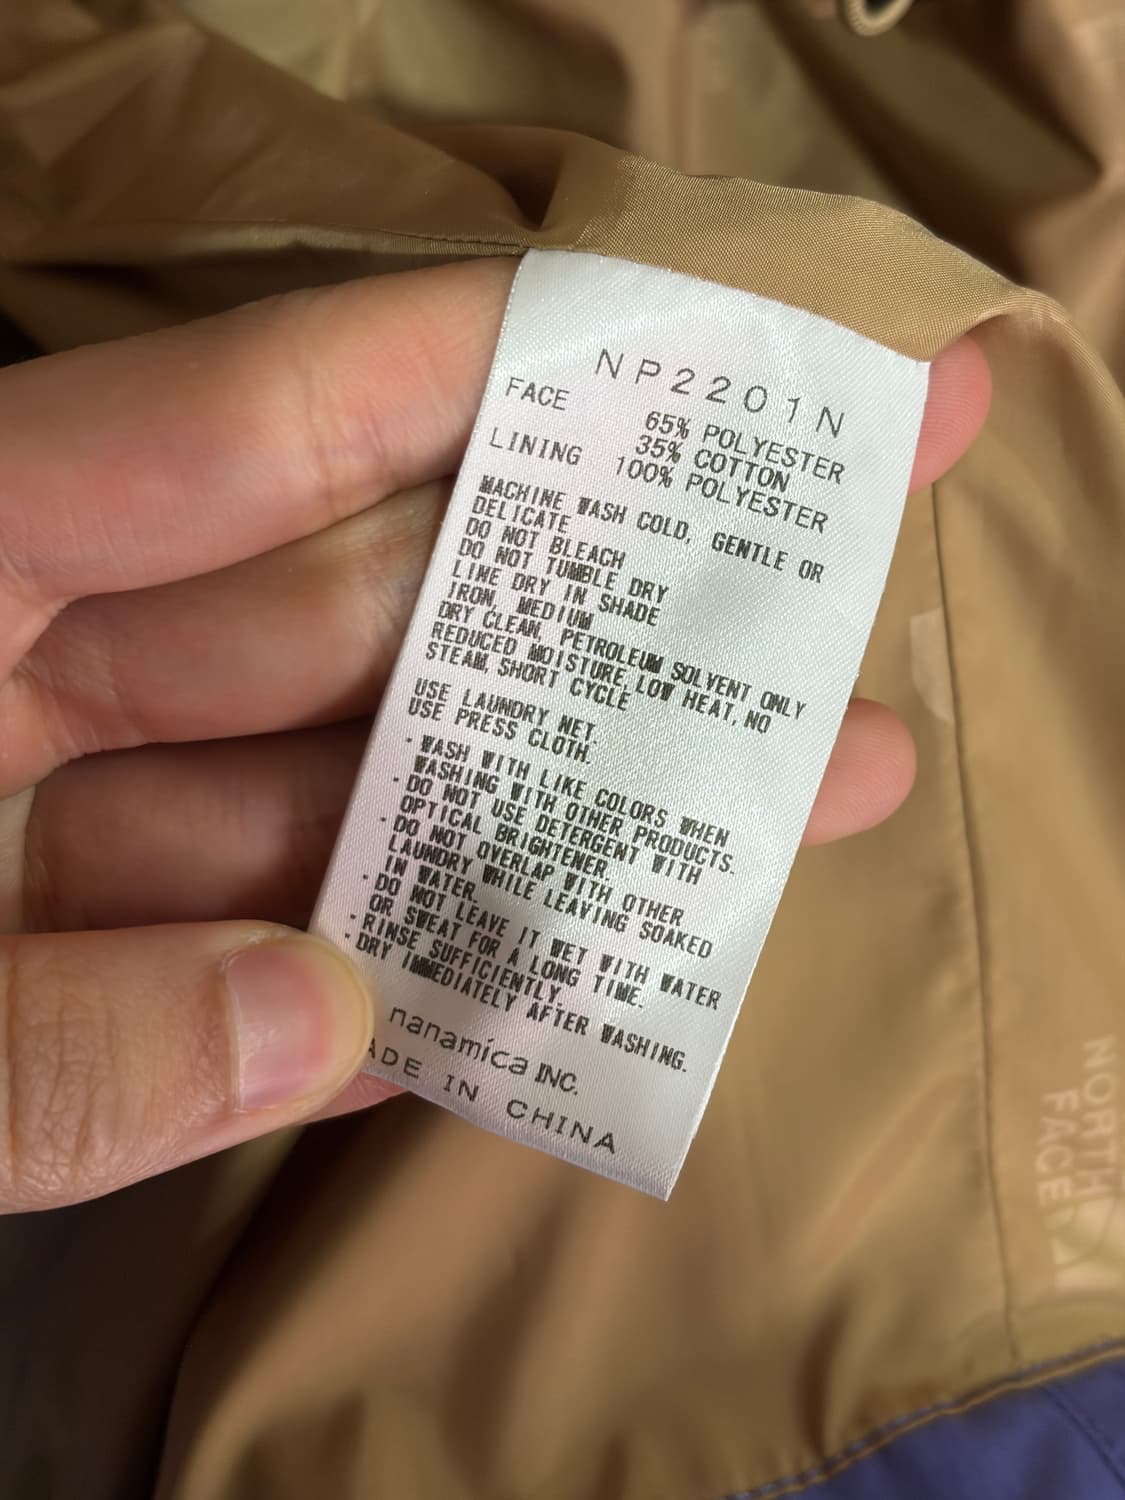 NP2201N
FACE 65% POLYESTER
35% COTTON
LINING 100% POLYESTER
MACHINE WASH COLD, GENTLE OR
DELICATE
DO NOT BLEACH
DO NOT TUMBLE DRY
LINE DRY IN SHADE
IRON, MEDIUM
DRY CLEAN, PETROLEUM SOLVENT ONLY
REDUCED MOISTURE, LOW HEAT, NO
STEAM, SHORT CYCLE
USE LAUNDRY NET.
USE PRESS CLOTH.
・WASH WITH LIKE COLORS WHEN
WASHING WITH OTHER PRODUCTS.
・DO NOT USE DETERGENT WITH
OPTICAL BRIGHTENER.
・DO NOT OVERLAP WITH OTHER
LAUNDRY WHILE LEAVING SOAKED
IN WATER.
・DO NOT LEAVE IT WET WITH WATER
OR SWEAT FOR A LONG TIME.
・RINSE SUFFICIENTLY.
・DRY IMMEDIATELY AFTER WASHING.
nanamica INC.
ADE IN CHINA
NORTH
FACE